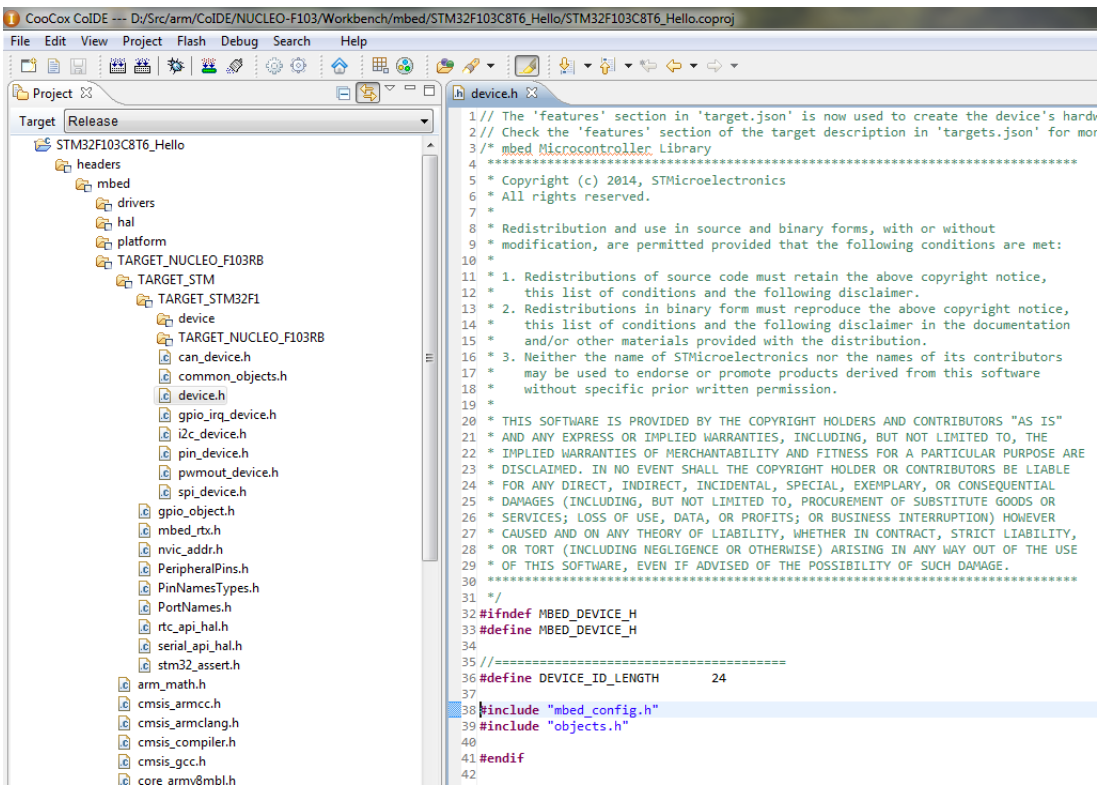 CooCox CoIDE --- D:/Src/arm/CoIDE/NUCLEO-F103/Workbench/mbed/STM32F103C8T6_Hello/STM32F103C8T6_Hello.coproj
File Edit View Project Flash Debug Search Help
Project
Target Release
STM32F103C8T6_Hello
headers
mbed
drivers
hal
platform
TARGET_NUCLEO_F103RB
TARGET_STM
TARGET_STM32F1
device
TARGET_NUCLEO_F103RB
can_device.h
common_objects.h
device.h
gpio_irq_device.h
i2c_device.h
pin_device.h
pwmout_device.h
spi_device.h
gpio_object.h
mbed_rtx.h
nvic_addr.h
PeripheralPins.h
PinNamesTypes.h
PortNames.h
rtc_api_hal.h
serial_api_hal.h
stm32_assert.h
arm_math.h
cmsis_armcc.h
cmsis_armclang.h
cmsis_compiler.h
cmsis_gcc.h
core_armv8mbl.h
device.h
1 // The 'features' section in 'target.json' is now used to create the device's hardw
2 // Check the 'features' section of the target description in 'targets.json' for mor
3 /* mbed Microcontroller Library
4 *******************************************************************************
5 * Copyright (c) 2014, STMicroelectronics
6 * All rights reserved.
7 *
8 * Redistribution and use in source and binary forms, with or without
9 * modification, are permitted provided that the following conditions are met:
10 *
11 * 1. Redistributions of source code must retain the above copyright notice,
12 *    this list of conditions and the following disclaimer.
13 * 2. Redistributions in binary form must reproduce the above copyright notice,
14 *    this list of conditions and the following disclaimer in the documentation
15 *    and/or other materials provided with the distribution.
16 * 3. Neither the name of STMicroelectronics nor the names of its contributors
17 *    may be used to endorse or promote products derived from this software
18 *    without specific prior written permission.
19 *
20 * THIS SOFTWARE IS PROVIDED BY THE COPYRIGHT HOLDERS AND CONTRIBUTORS "AS IS"
21 * AND ANY EXPRESS OR IMPLIED WARRANTIES, INCLUDING, BUT NOT LIMITED TO, THE
22 * IMPLIED WARRANTIES OF MERCHANTABILITY AND FITNESS FOR A PARTICULAR PURPOSE ARE
23 * DISCLAIMED. IN NO EVENT SHALL THE COPYRIGHT HOLDER OR CONTRIBUTORS BE LIABLE
24 * FOR ANY DIRECT, INDIRECT, INCIDENTAL, SPECIAL, EXEMPLARY, OR CONSEQUENTIAL
25 * DAMAGES (INCLUDING, BUT NOT LIMITED TO, PROCUREMENT OF SUBSTITUTE GOODS OR
26 * SERVICES; LOSS OF USE, DATA, OR PROFITS; OR BUSINESS INTERRUPTION) HOWEVER
27 * CAUSED AND ON ANY THEORY OF LIABILITY, WHETHER IN CONTRACT, STRICT LIABILITY,
28 * OR TORT (INCLUDING NEGLIGENCE OR OTHERWISE) ARISING IN ANY WAY OUT OF THE USE
29 * OF THIS SOFTWARE, EVEN IF ADVISED OF THE POSSIBILITY OF SUCH DAMAGE.
30 *******************************************************************************
31 */
32 #ifndef MBED_DEVICE_H
33 #define MBED_DEVICE_H
34
35 //=======================================
36 #define DEVICE_ID_LENGTH       24
37
38 #include "mbed_config.h"
39 #include "objects.h"
40
41 #endif
42